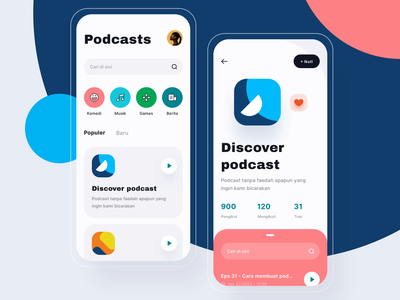 Podcasts
Cari di sini
Komedi
Musik
Games
Berita
Populer
Baru
Discover podcast
Podcast tanpa faedah apapun yang
ingin kami bicarakan
+ Ikuti
Discover
podcast
Podcast tanpa faedah apapun yang
ingin kami bicarakan
900
120
31
Pengikut
Mengikuti
Trek
Cari di sini
Eps 31 - Cara membuat pod...